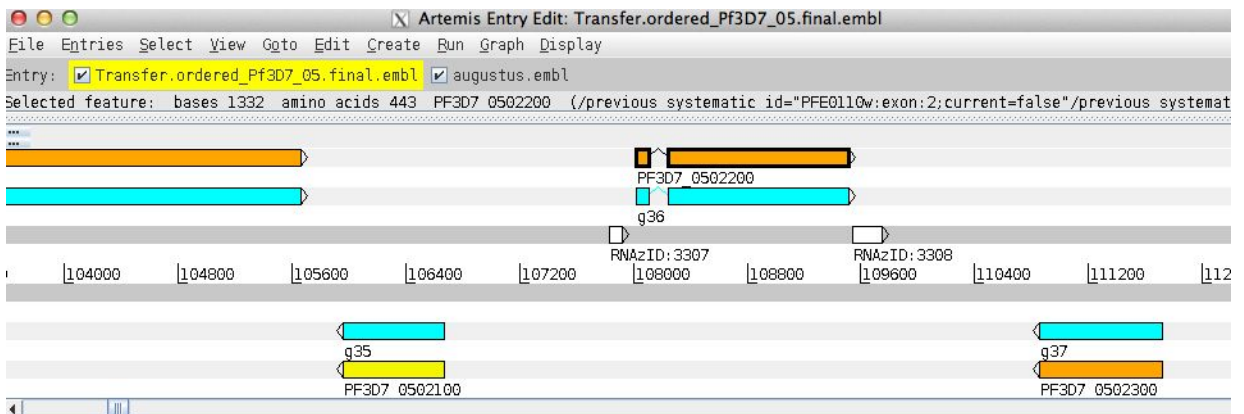 Artemis Entry Edit: Transfer.ordered_Pf3D7_05.final.embl
File Entries Select View Goto Edit Create Run Graph Display
Entry: Transfer.ordered_Pf3D7_05.final.embl augustus.embl
Selected feature: bases 1332 amino acids 443 PF3D7_0502200 (/previous_systematic_id="PFE0110w:exon:2;current=false"/previous_systemat
PF3D7_0502200
g36
RNAzID:3307 RNAzID:3308
104000 104800 105600 106400 107200 108000 108800 109600 110400 111200 112
g35 g37
PF3D7_0502100 PF3D7_0502300